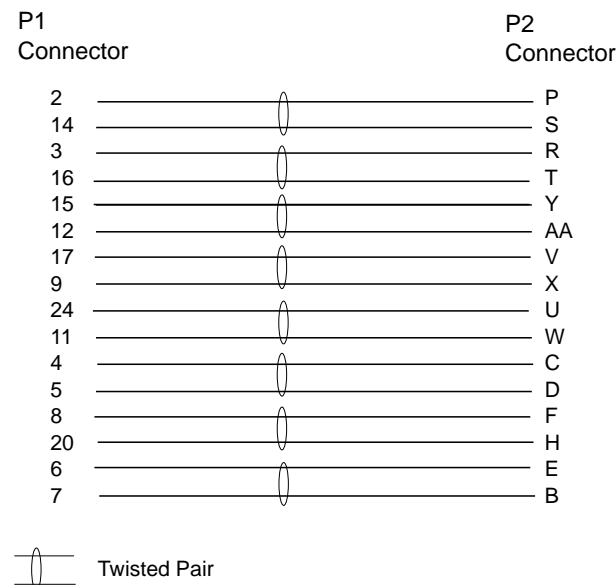 P1
Connector
P2
Connector
2 P
14 S
3 R
16 T
15 Y
12 AA
17 V
9 X
24 U
11 W
4 C
5 D
8 F
20 H
6 E
7 B
Twisted Pair